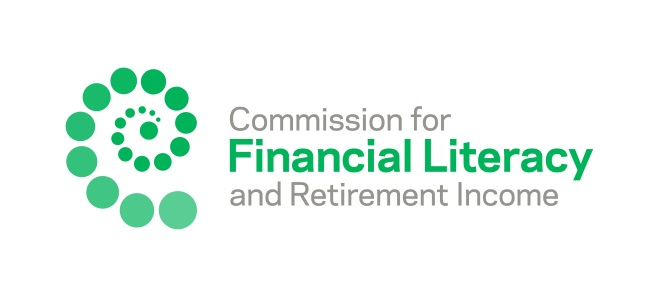 Commission for
Financial Literacy
and Retirement Income